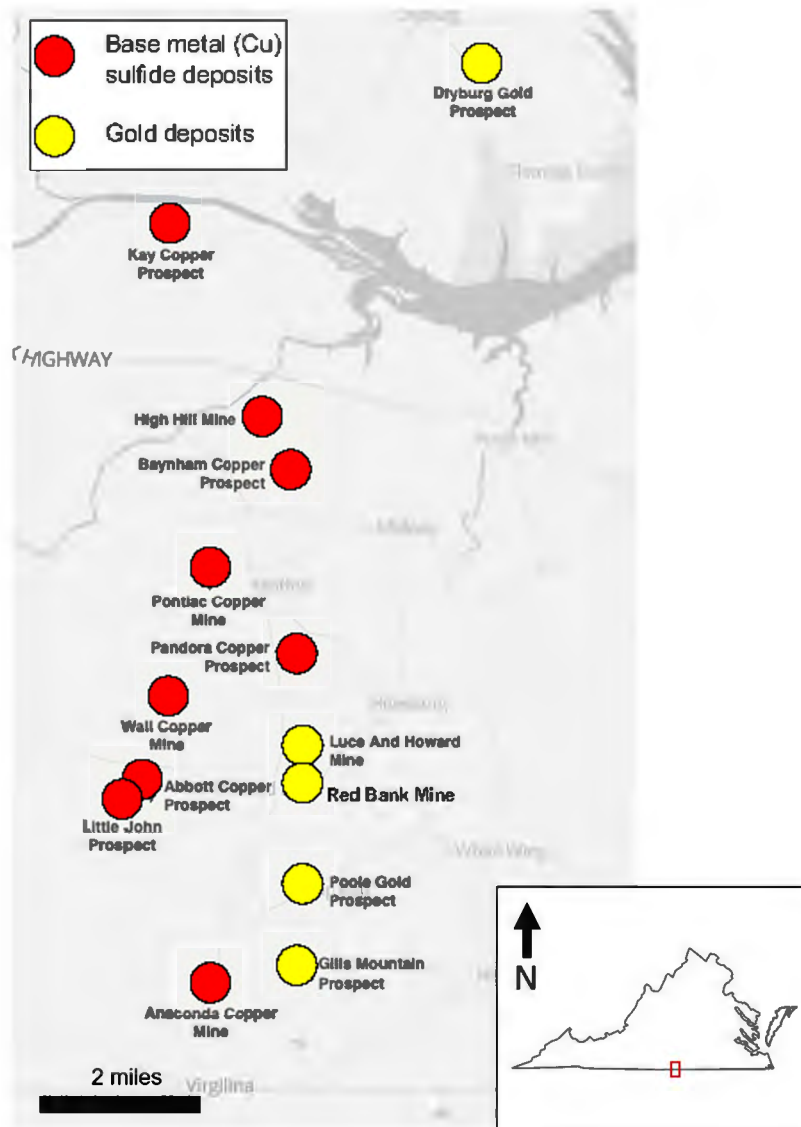 Base metal (Cu)
sulfide deposits
Gold deposits
Dryburg Gold
Prospect
Kay Copper
Prospect
HIGHWAY
High Hill Mine
Baynham Copper
Prospect
Midway
Pontiac Copper
Mine
Pandora Copper
Prospect
Wall Copper
Mine
Luce And Howard
Mine
Abbott Copper
Prospect
Red Bank Mine
Little John
Prospect
Poole Gold
Prospect
Gills Mountain
Prospect
Anaconda Copper
Mine
N
2 miles
Virgilina